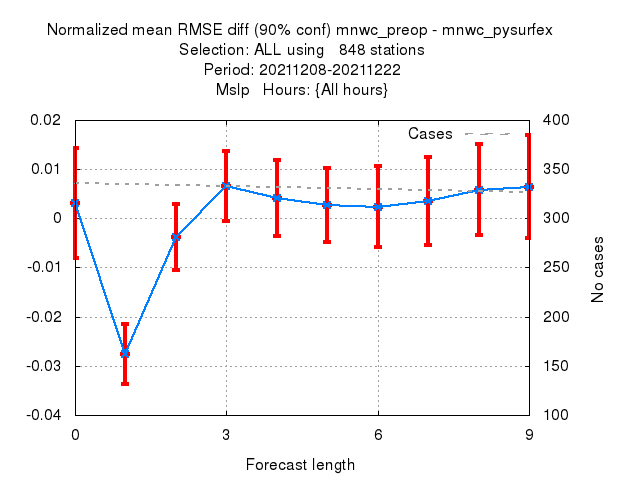 Normalized mean RMSE diff (90% conf) mnwc_preop - mnwc_pysurfex
Selection: ALL using 848 stations
Period: 20211208-20211222
Mslp Hours: {All hours}
0.02 400
Cases
0.01 350
0 300
-0.01 250
-0.02 200
-0.03 150
-0.04 100
No cases
0 3 6 9
Forecast length